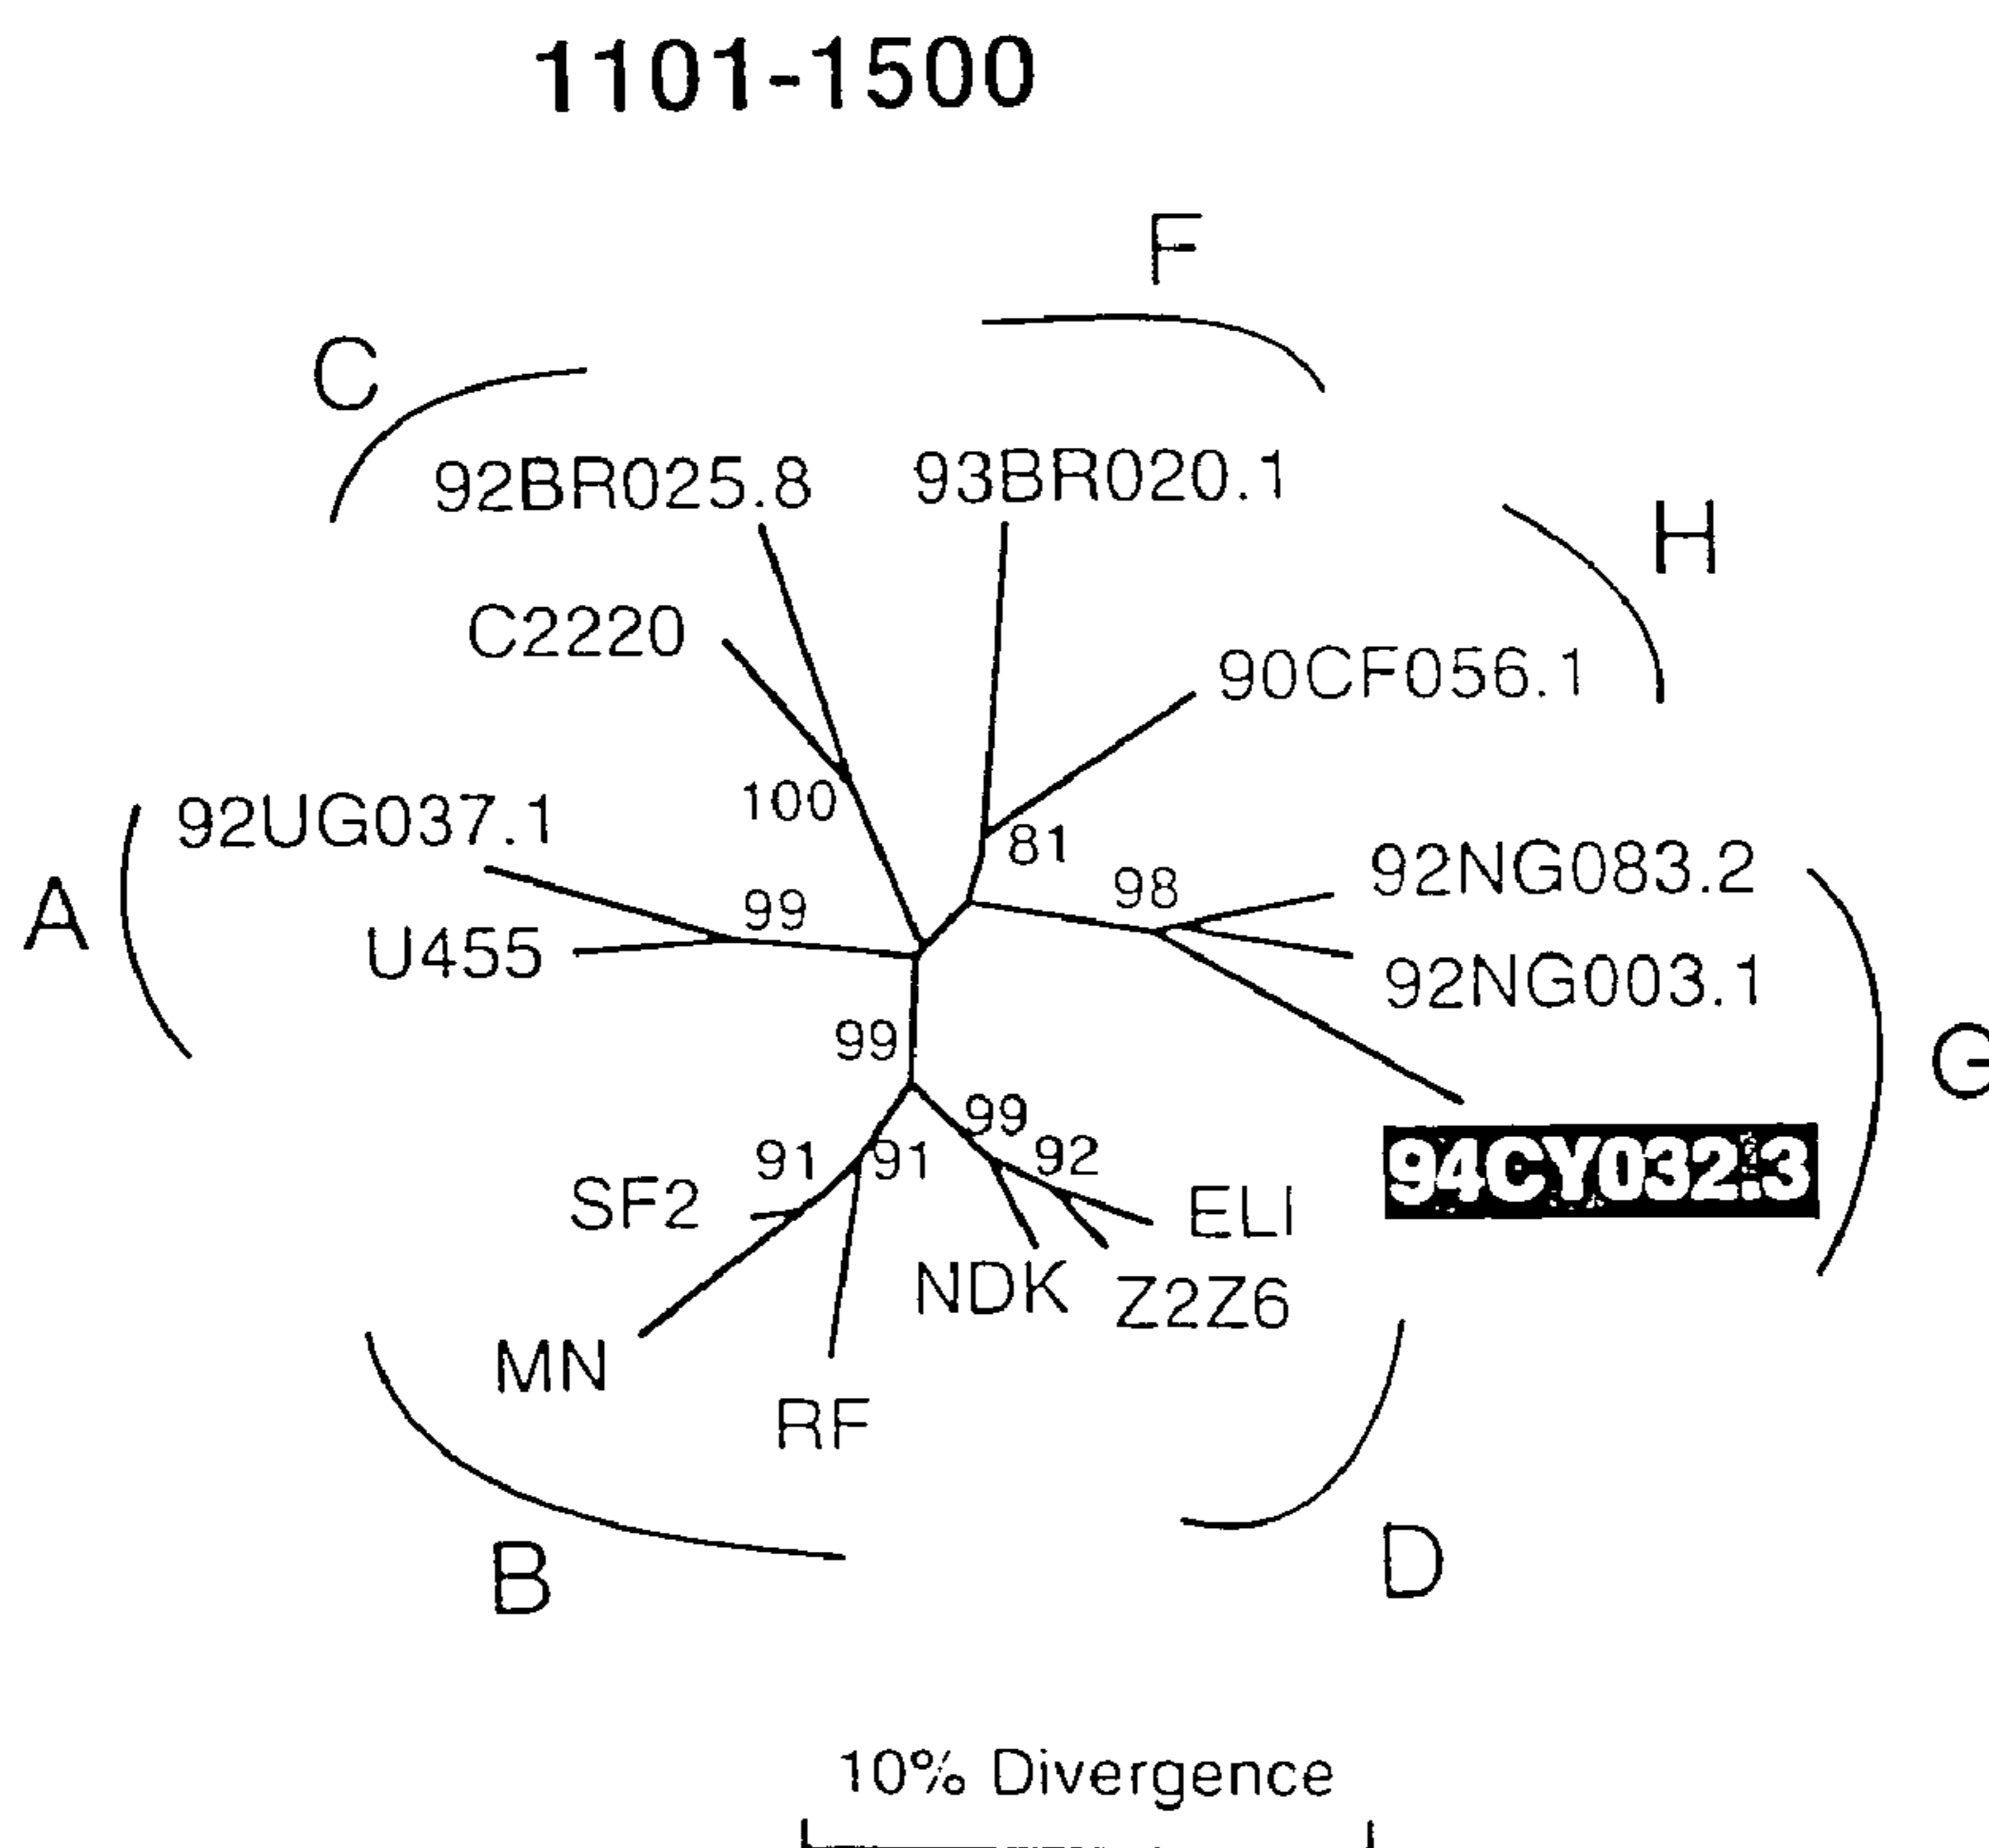 1101-1500
F
C
H
92BR025.8
93BR020.1
C2220
90CF056.1
100
92UG037.1
81
98
92NG083.2
99
A
U455
92NG003.1
G
99
99
91
91
92
94CY032.3
SF2
ELI
NDK
Z2Z6
MN
RF
B
D
10% Divergence